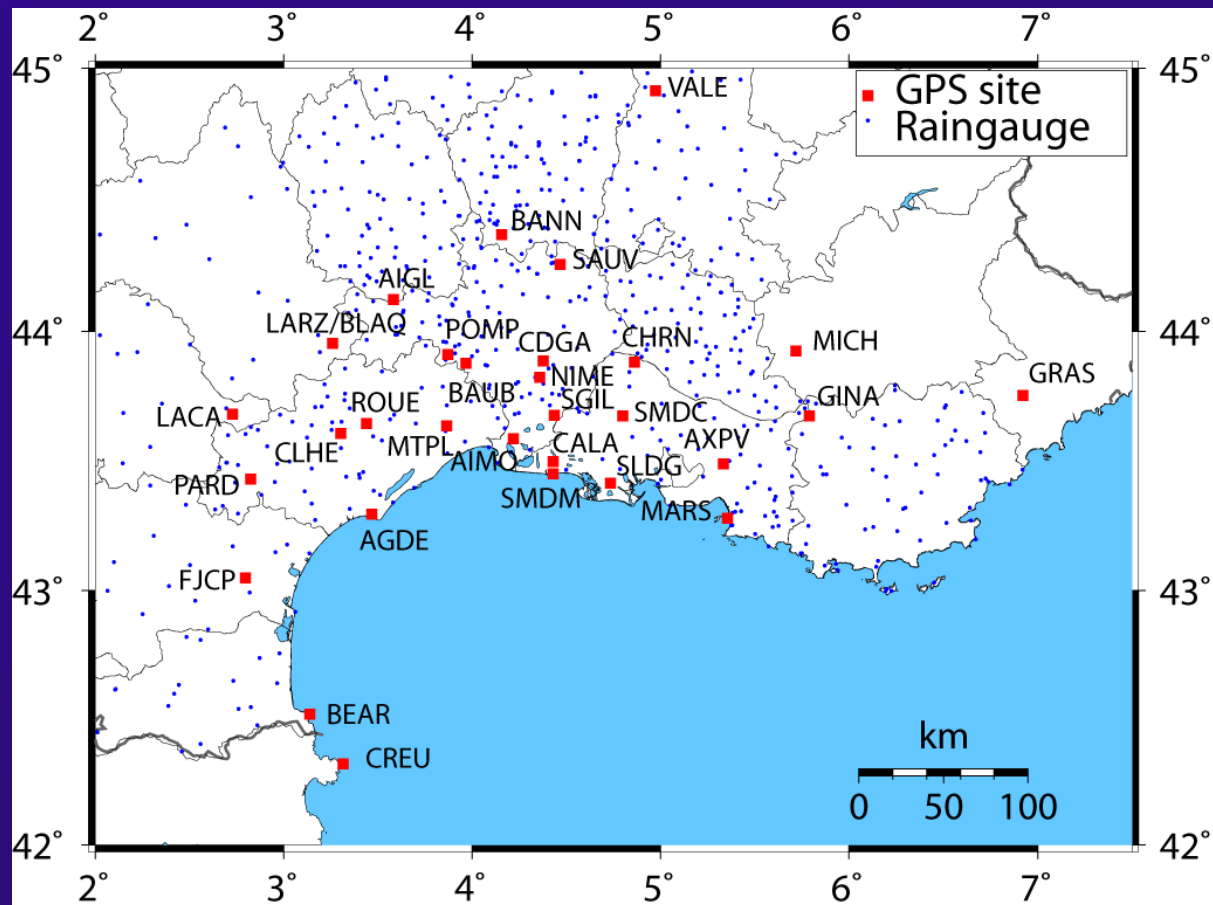 2° 3° 4° 5° 6° 7°
45° 45°
VALE
GPS site
Raingauge
BANN
SAUV
AIGL
44° 44°
LARZ/BLAQ
POMP
CDGA
CHRN
MICH
NIME
GRAS
BAUB
SGIL
GINA
ROUE
SMDC
LACA
MTPL
AXPV
CLHE
AIMO
CALA
SLDG
PARD
SMDM
MARS
AGDE
FJCP
43° 43°
BEAR
km
CREU
0 50 100
42° 42°
2° 3° 4° 5° 6° 7°